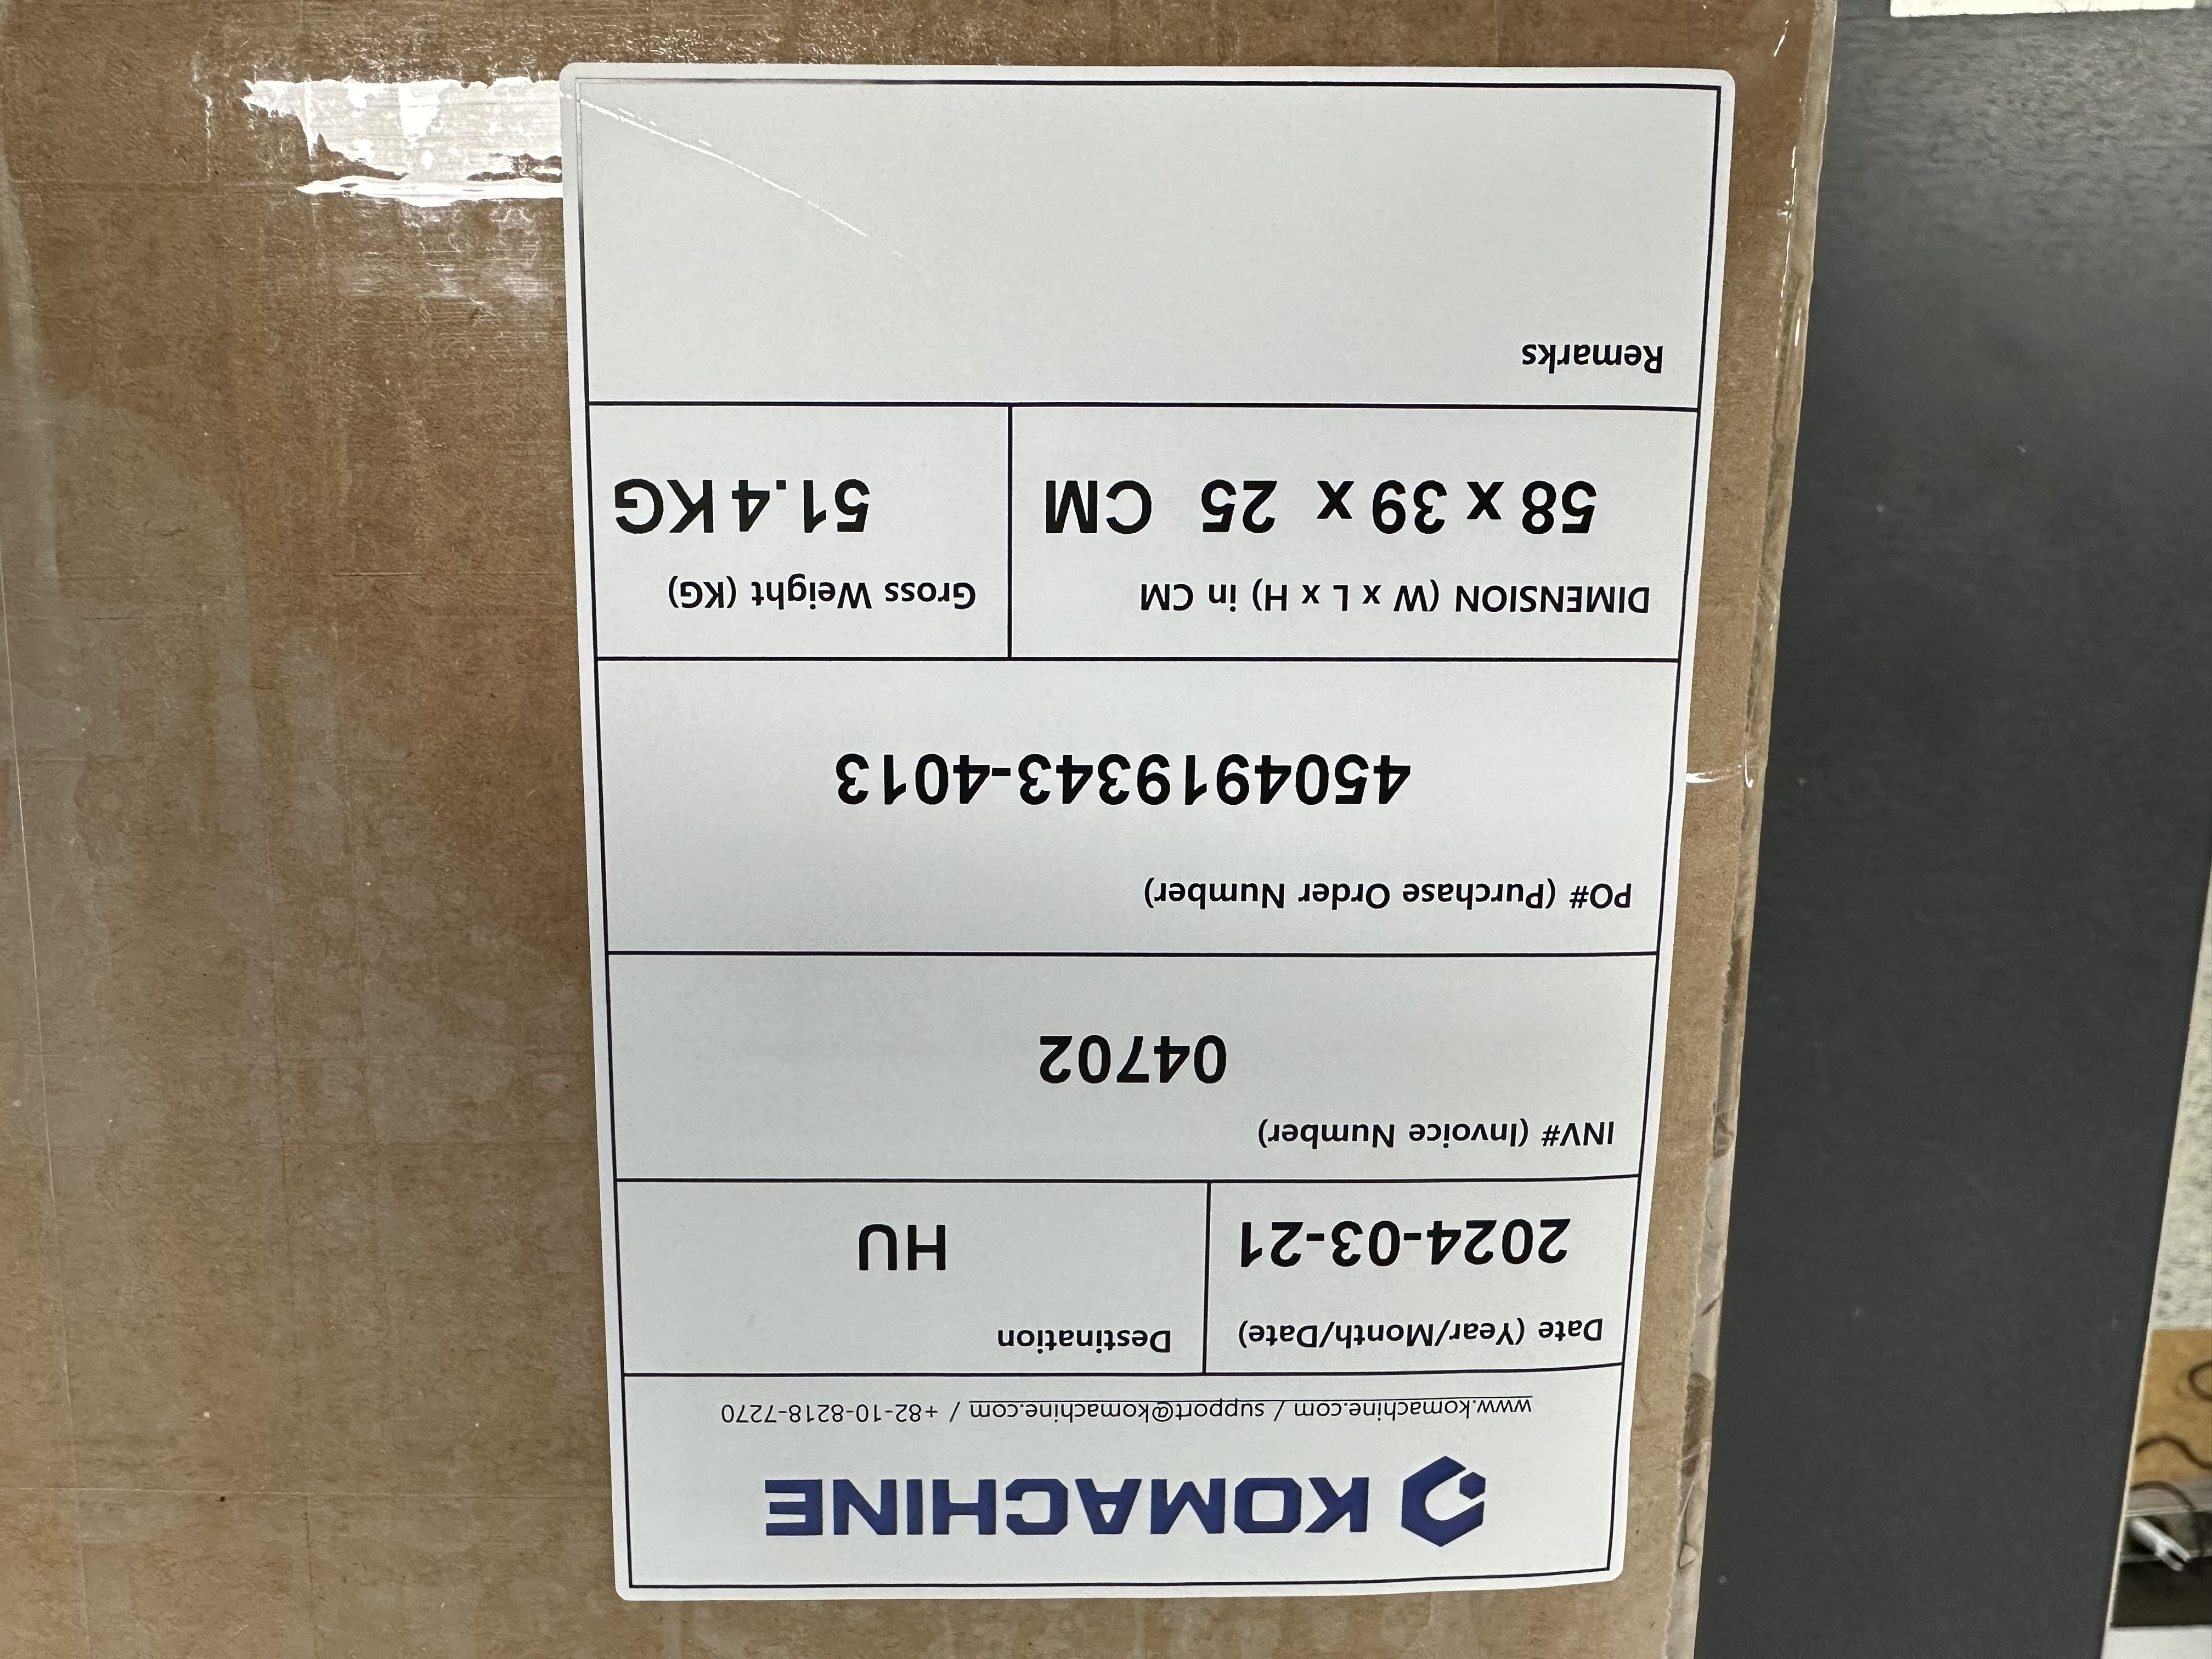 KOMACHINE
www.komachine.com / support@komachine.com / +82-10-8218-7270
Date (Year/Month/Date)
2024-03-21
Destination
HU
INV# (Invoice Number)
04702
PO# (Purchase Order Number)
4504919343-4013
DIMENSION (W x L x H) in CM
58 x 39 x 25 CM
Gross Weight (KG)
51.4 KG
Remarks